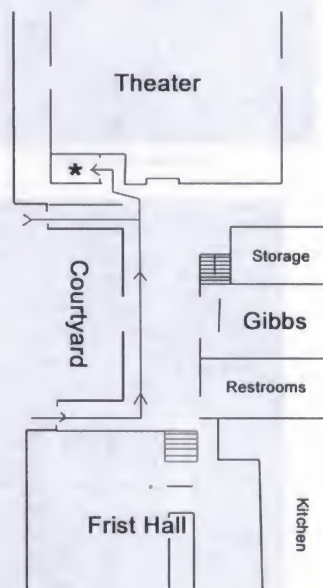 Theater
*
Storage
Courtyard
Gibbs
Restrooms
Frist Hall
Kitchen